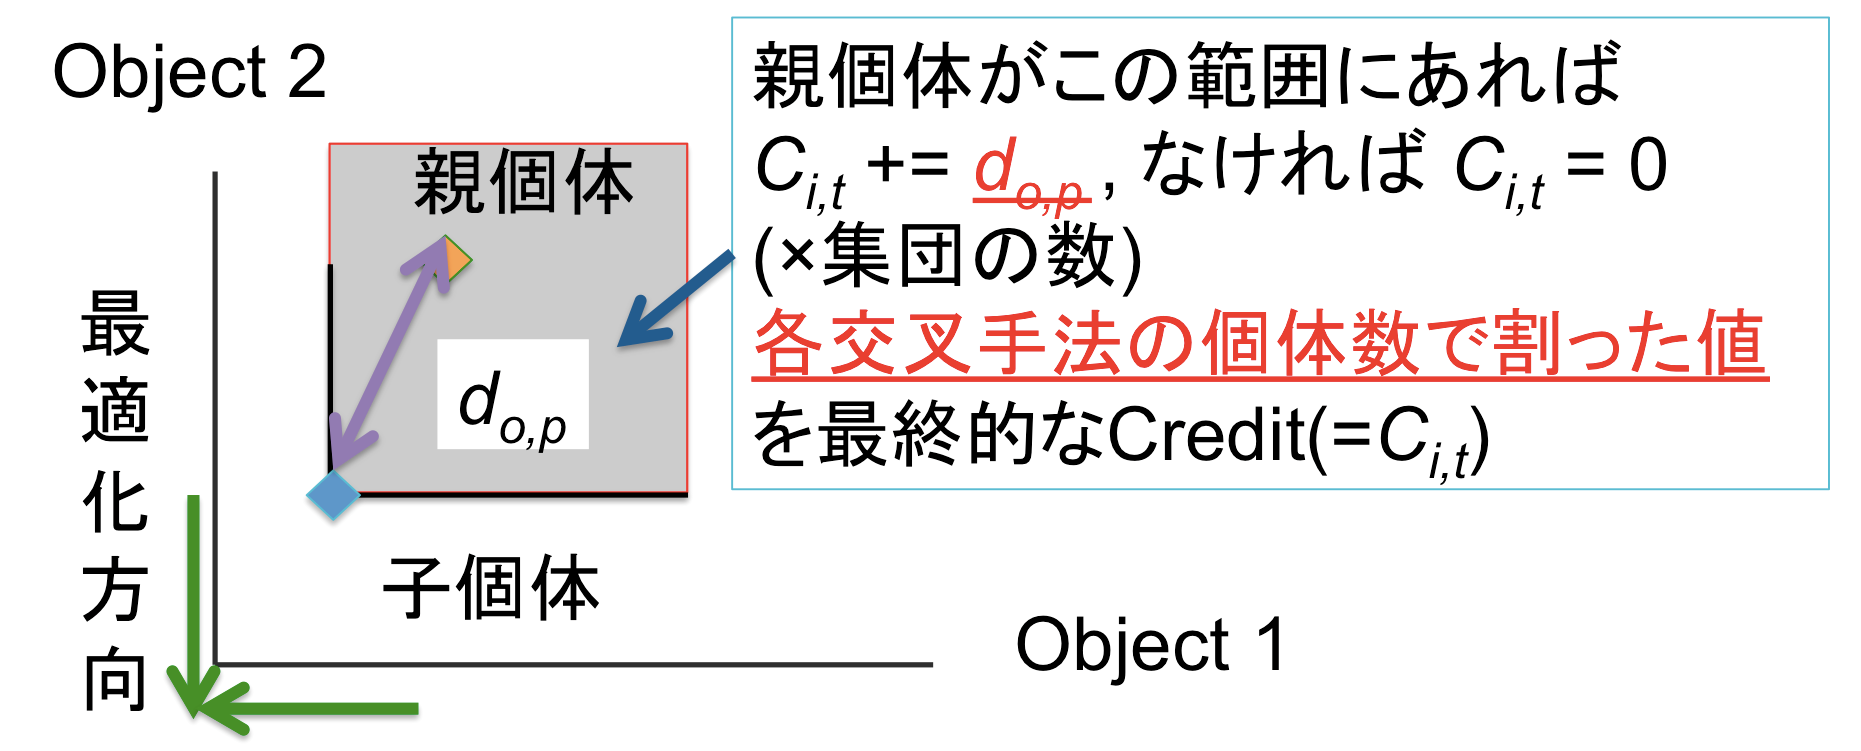 Object 2
親個体
d_{o,p}
最適化方向
子個体
Object 1
親個体がこの範囲にあれば
C_{i,t} += d_{o,p} , なければ C_{i,t} = 0
(×集団の数)
各交叉手法の個体数で割った値
を最終的なCredit(=C_{i,t})